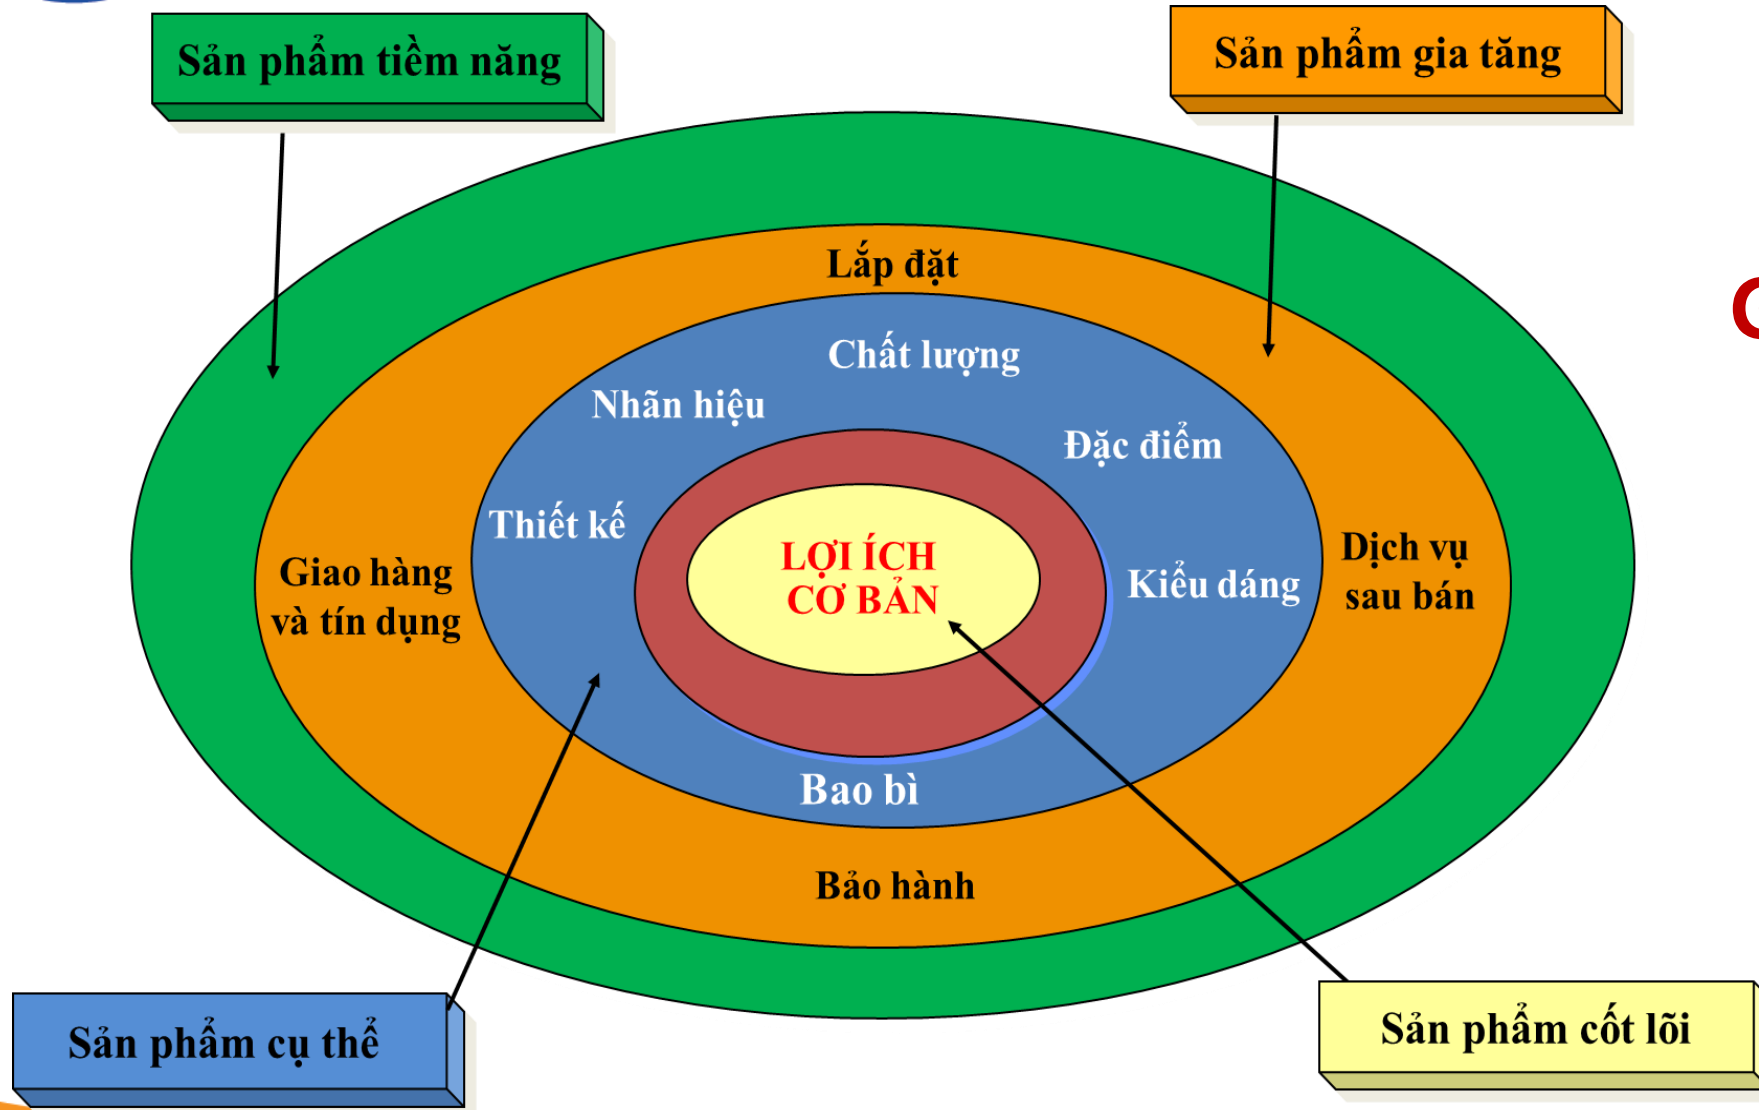 Sản phẩm tiềm năng
Sản phẩm gia tăng
Lắp đặt
Chất lượng
Nhãn hiệu
Đặc điểm
Thiết kế
LỢI ÍCH
CƠ BẢN
Kiểu dáng
Dịch vụ
sau bán
Giao hàng
và tín dụng
Bao bì
Bảo hành
Sản phẩm cụ thể
Sản phẩm cốt lõi